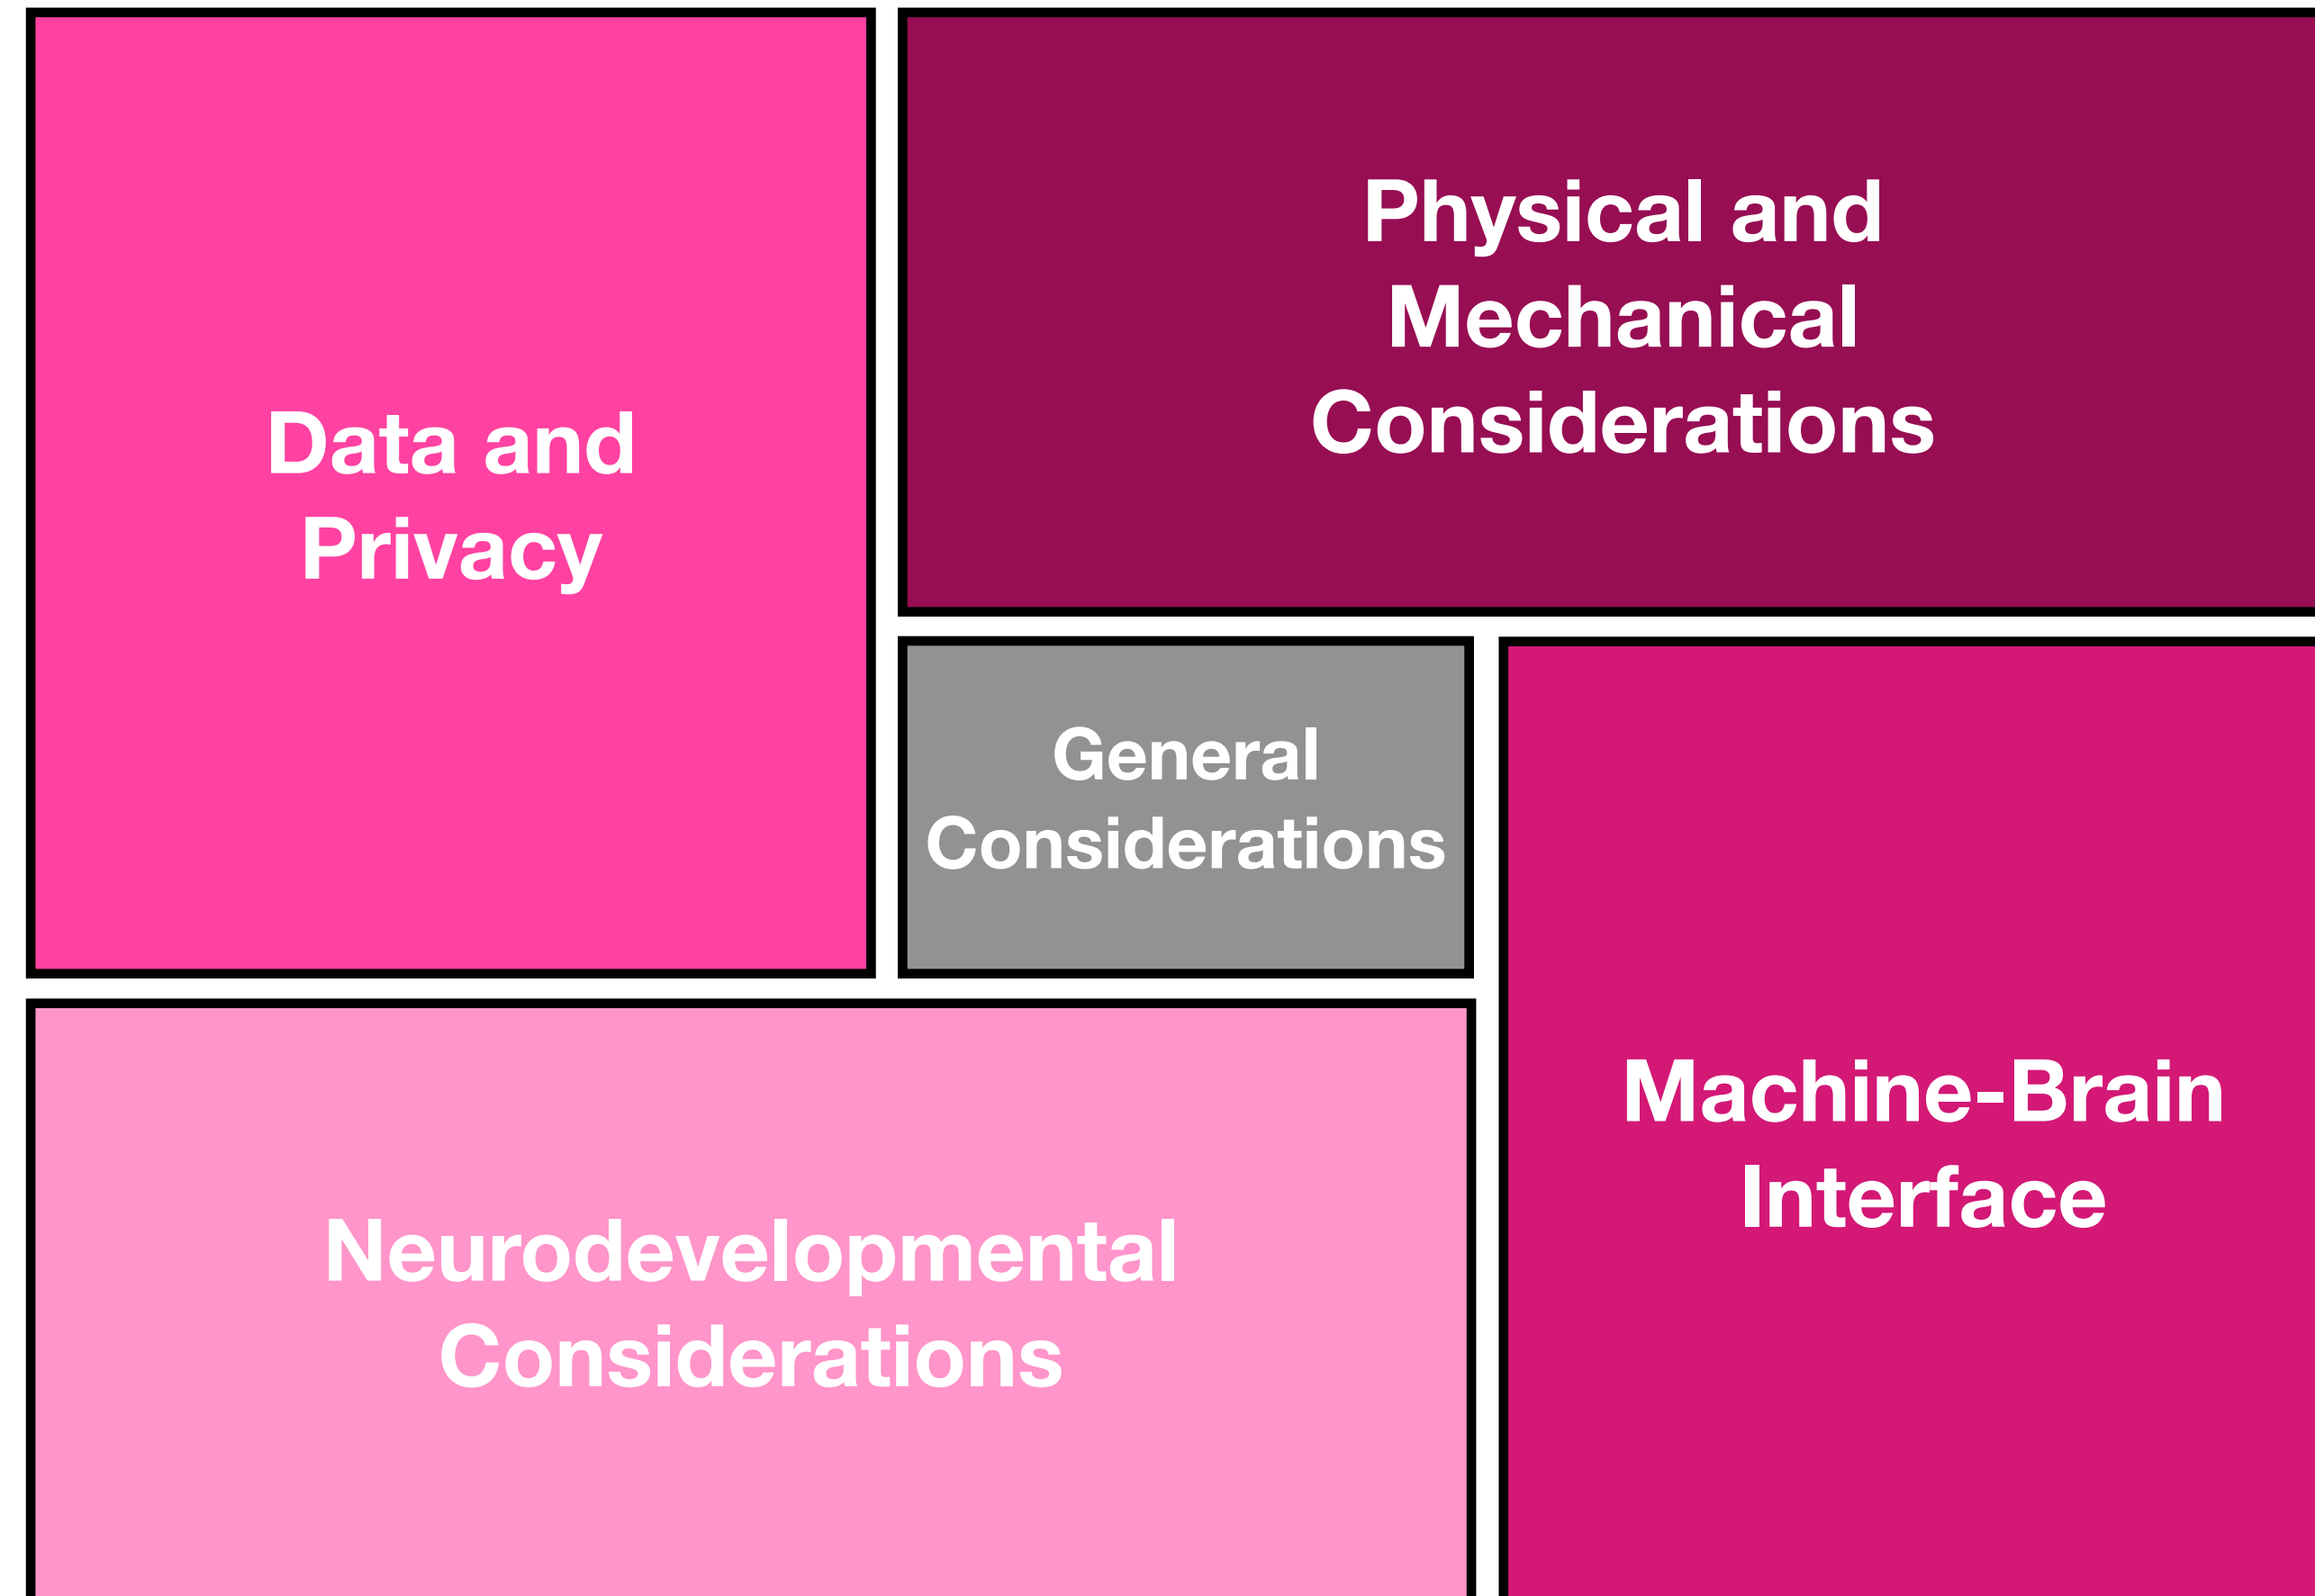 Data and
Privacy
Physical and
Mechanical
Considerations
General
Considerations
Neurodevelopmental
Considerations
Machine-Brain
Interface